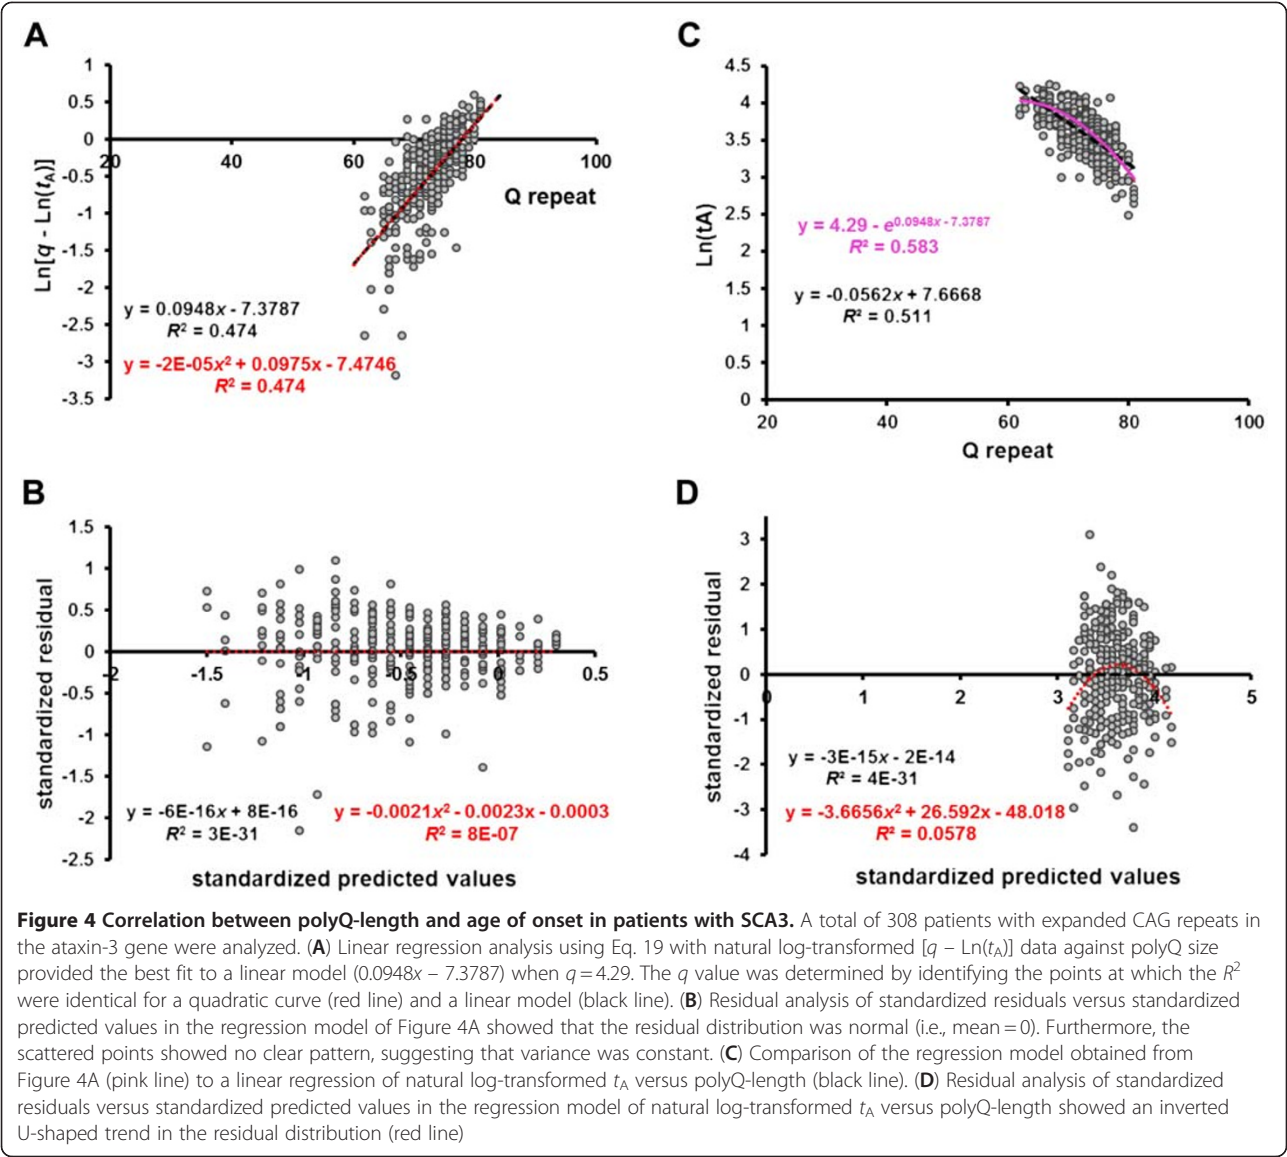 A
1
0.5
0
-0.5
-1
-1.5
-2
-2.5
-3
-3.5
20
40
60
80
100
Ln[q - Ln(tA)]
Q repeat
y = 0.0948x - 7.3787
R² = 0.474
y = -2E-05x² + 0.0975x - 7.4746
R² = 0.474
C
4.5
4
3.5
3
2.5
2
1.5
1
0.5
0
20
40
60
80
100
Ln(tA)
Q repeat
y = 4.29 - e^0.0948x - 7.3787
R² = 0.583
y = -0.0562x + 7.6668
R² = 0.511
B
1.5
1
0.5
0
-0.5
-1
-1.5
-2
-2.5
-2
-1.5
-1
-0.5
0
0.5
standardized residual
standardized predicted values
y = -6E-16x + 8E-16
R² = 3E-31
y = -0.0021x² - 0.0023x - 0.0003
R² = 8E-07
D
3
2
1
0
-1
-2
-3
-4
0
1
2
3
4
5
standardized residual
standardized predicted values
y = -3E-15x - 2E-14
R² = 4E-31
y = -3.6656x² + 26.592x - 48.018
R² = 0.0578
Figure 4 Correlation between polyQ-length and age of onset in patients with SCA3. A total of 308 patients with expanded CAG repeats in
the ataxin-3 gene were analyzed. (A) Linear regression analysis using Eq. 19 with natural log-transformed [q – Ln(tA)] data against polyQ size
provided the best fit to a linear model (0.0948x – 7.3787) when q = 4.29. The q value was determined by identifying the points at which the R²
were identical for a quadratic curve (red line) and a linear model (black line). (B) Residual analysis of standardized residuals versus standardized
predicted values in the regression model of Figure 4A showed that the residual distribution was normal (i.e., mean = 0). Furthermore, the
scattered points showed no clear pattern, suggesting that variance was constant. (C) Comparison of the regression model obtained from
Figure 4A (pink line) to a linear regression of natural log-transformed tA versus polyQ-length (black line). (D) Residual analysis of standardized
residuals versus standardized predicted values in the regression model of natural log-transformed tA versus polyQ-length showed an inverted
U-shaped trend in the residual distribution (red line)